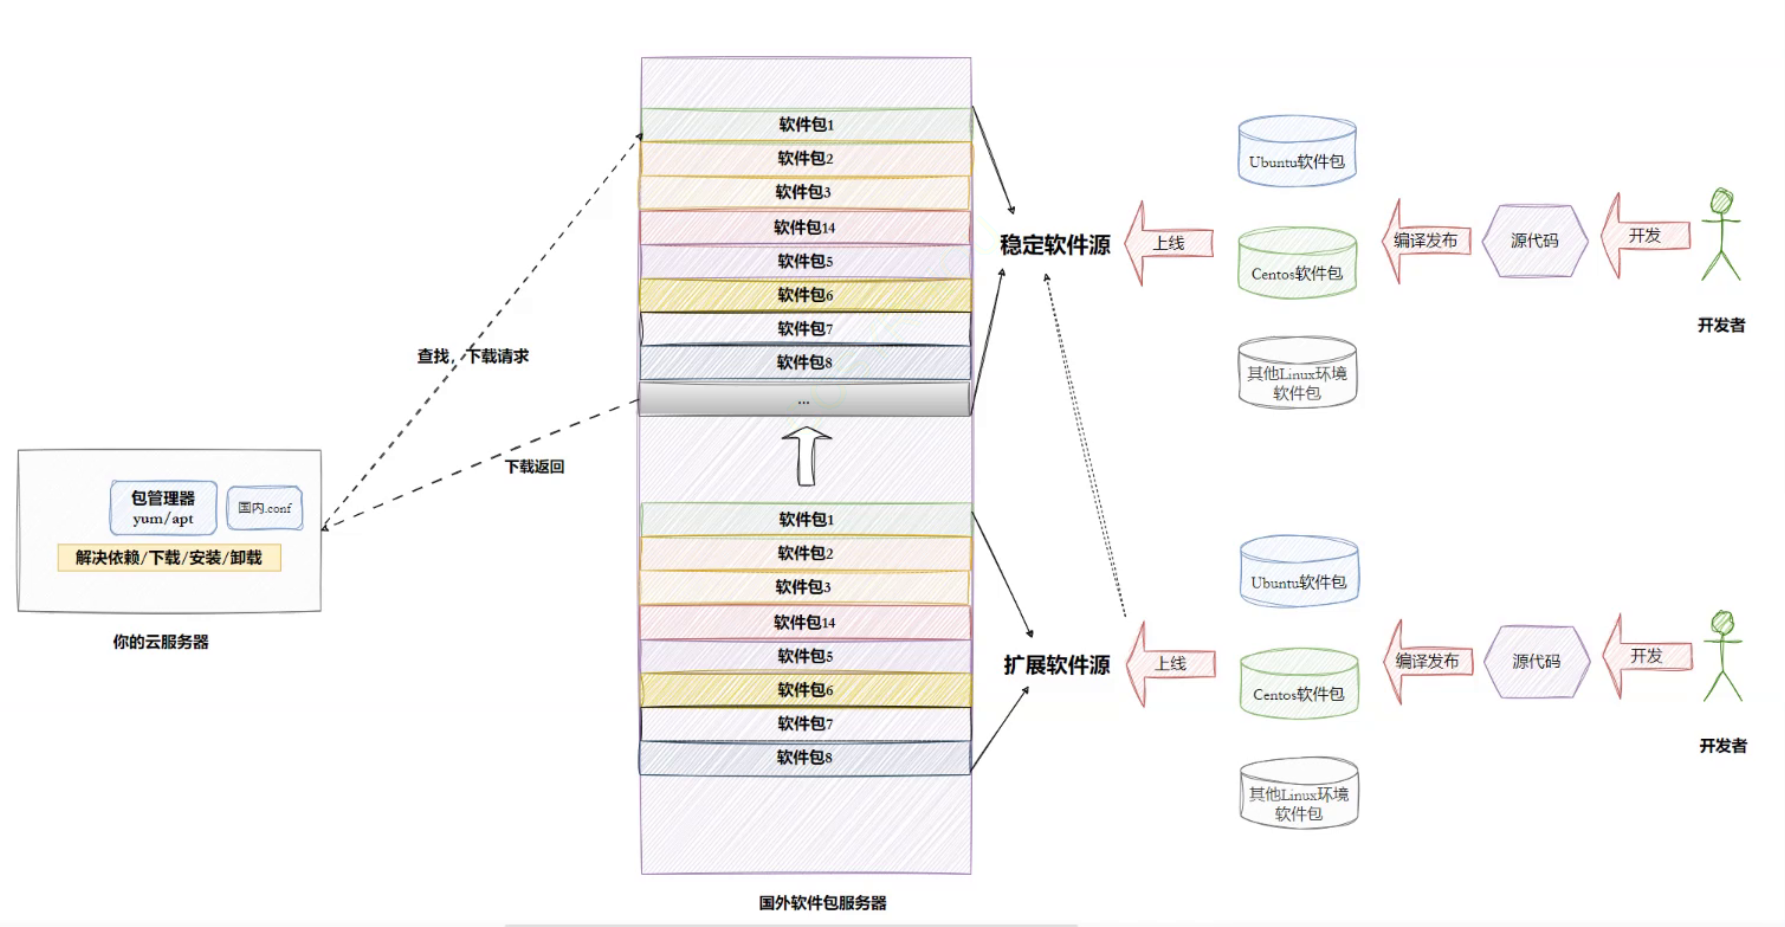 软件包1
软件包2
软件包3
软件包14
软件包5
软件包6
软件包7
软件包8
...
软件包1
软件包2
软件包3
软件包14
软件包5
软件包6
软件包7
软件包8
国外软件包服务器
查找，下载请求
下载返回
包管理器
yum/apt
国内.conf
解决依赖/下载/安装/卸载
你的云服务器
稳定软件源
上线
Ubuntu软件包
Centos软件包
其他Linux环境
软件包
编译发布
源代码
开发
开发者
扩展软件源
上线
Ubuntu软件包
Centos软件包
其他Linux环境
软件包
编译发布
源代码
开发
开发者